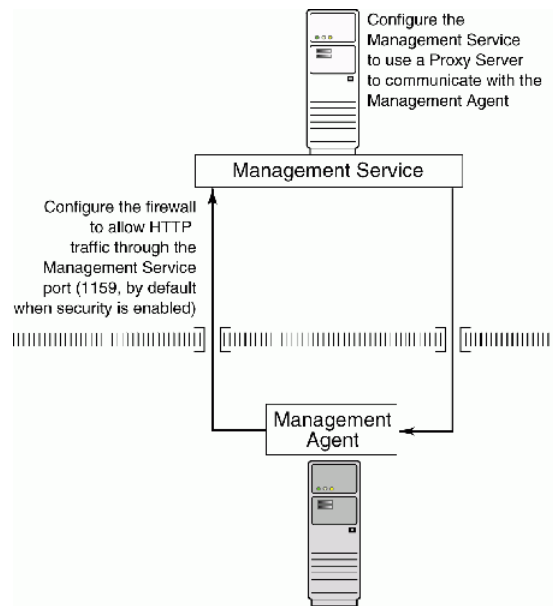 Configure the
Management Service
to use a Proxy Server
to communicate with the
Management Agent
Management Service
Configure the firewall
to allow HTTP
traffic through the
Management Service
port (1159, by default
when security is enabled)
Management
Agent